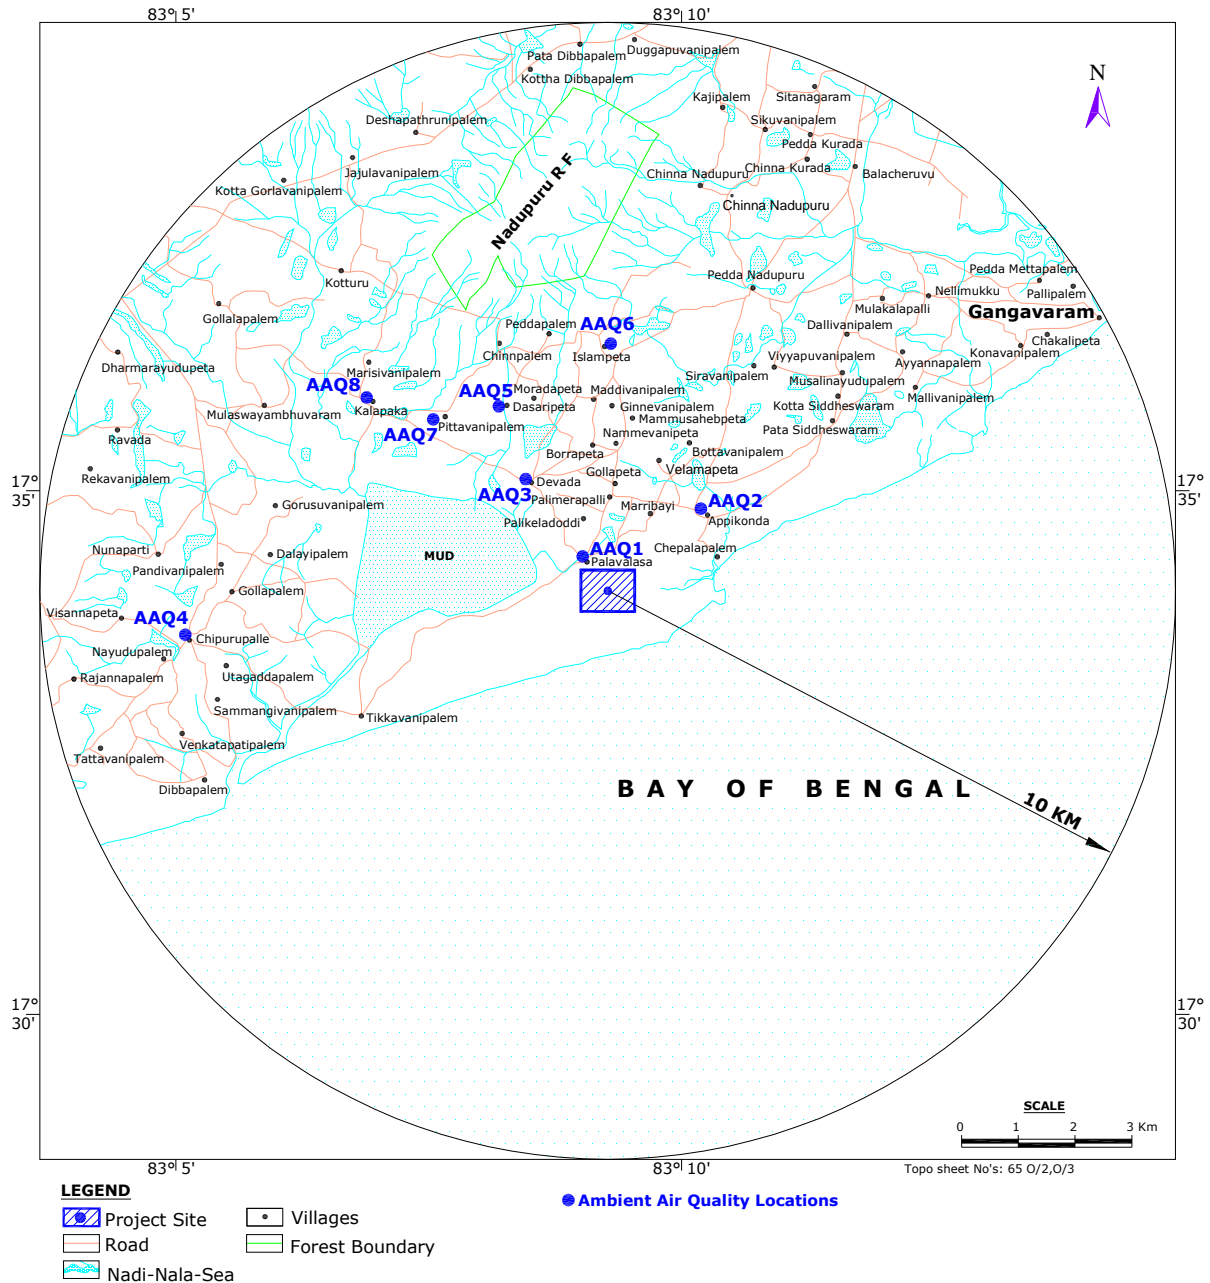 83° 5'
83° 10'
N
Pata Dibbapalem
Duggapuvanipalem
Kottha Dibbapalem
Kajipalem
Sitanagaram
Deshapathrunipalem
Sikuvanipalem
Pedda Kurada
Jajulavanipalem
Chinna Kurada
Chinna Nadupuru
Balacheruvu
Kotta Gorlavanipalem
Chinna Nadupuru
Nadupuru R F
Pedda Mettapalem
Pedda Nadupuru
Kotturu
Nellimukku
Pallipalem
Gollalapalem
Mulakalapalli
Gangavaram
Peddapalem
AAQ6
Dallivanipalem
Chakalipeta
Chinnpalem
Islampeta
Viyyapuvanipalem
Konavanipalem
Dharmarayudupeta
Marisivanipalem
Siravanipalem
Ayyannapalem
AAQ8
AAQ5
Moradapeta
Maddivanipalem
Musalinayudupalem
Mallivanipalem
Mulaswayambhuvaram
Kalapaka
Dasaripeta
Ginnevanipalem
Kotta Siddheswaram
AAQ7
Pittavanipalem
Mammusahebpeta
Pata Siddheswaram
Ravada
Nammevanipeta
Borrapeta
Bottavanipalem
Rekavanipalem
Gollapeta
Velamapeta
17°
35'
17°
35'
Devada
AAQ3
Palimerapalli
AAQ2
Gorusuvanipalem
Marribayi
Palikeladoddi
Appikonda
Nunaparti
Dalayipalem
MUD
AAQ1
Chepalapalem
Pandivanipalem
Palavalasa
Gollapalem
Visannapeta
AAQ4
Chipurupalle
Nayudupalem
Rajannapalem
Utagaddapalem
Sammangivanipalem
Tikkavanipalem
Venkatapatipalem
Tattavanipalem
Dibbapalem
BAY OF BENGAL
10 KM
17°
30'
17°
30'
SCALE
0 1 2 3 Km
83° 5'
83° 10'
Topo sheet No's: 65 O/2,O/3
LEGEND
Ambient Air Quality Locations
Project Site
Villages
Road
Forest Boundary
Nadi-Nala-Sea